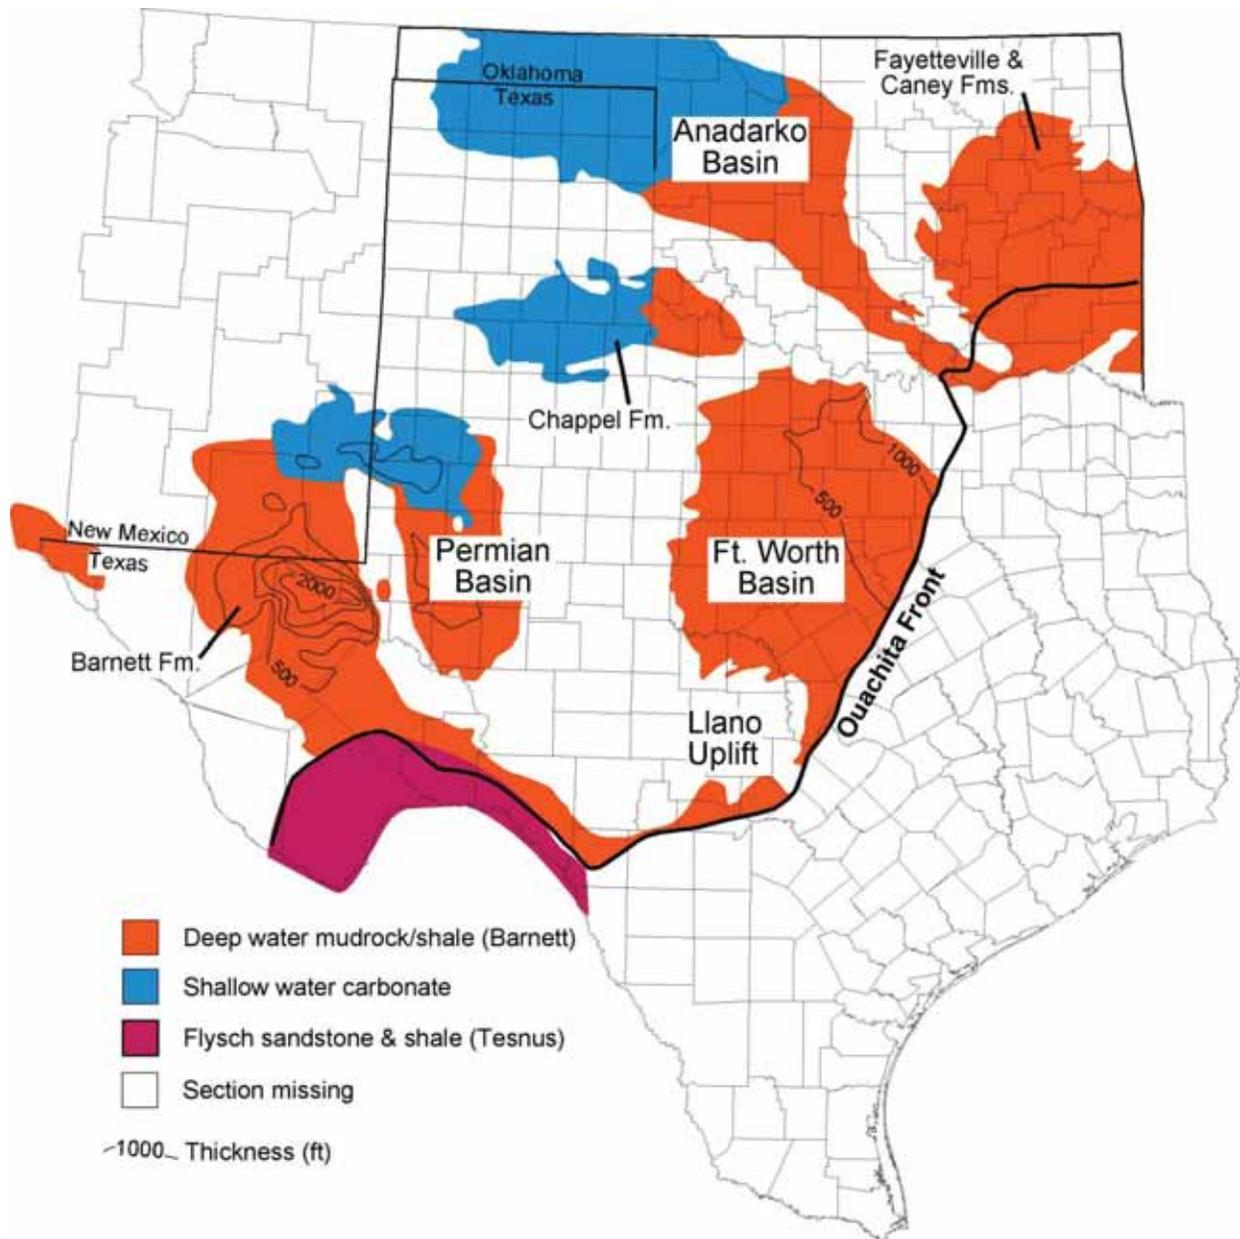 Fayetteville &
Caney Fms.
Oklahoma
Texas
Anadarko
Basin
Chappel Fm.
1000
500
New Mexico
Texas
Permian
Basin
Ft. Worth
Basin
2000
Barnett Fm.
500
Ouachita Front
Llano
Uplift
Deep water mudrock/shale (Barnett)
Shallow water carbonate
Flysch sandstone & shale (Tesnus)
Section missing
1000 Thickness (ft)